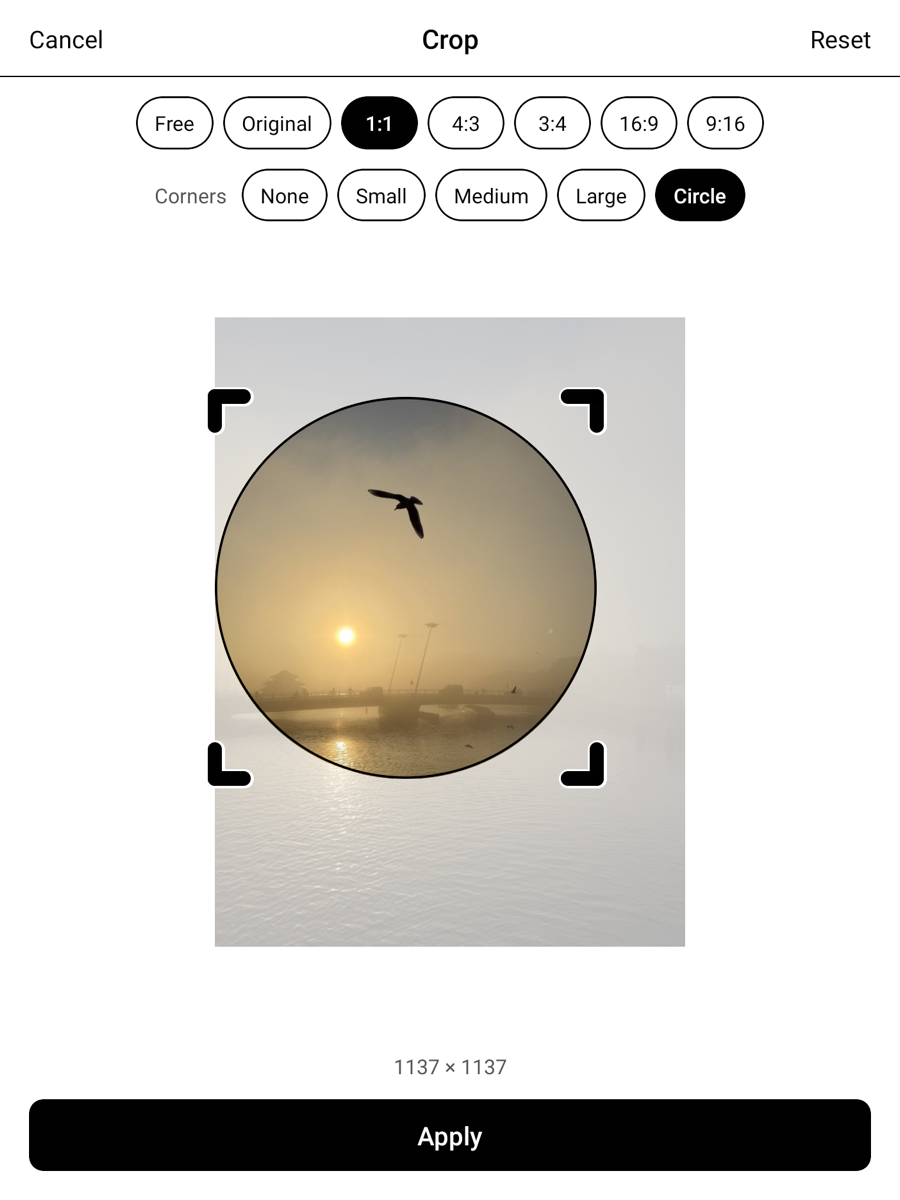 Cancel Crop Reset
Free Original 1:1 4:3 3:4 16:9 9:16
Corners None Small Medium Large Circle
1137 × 1137
Apply